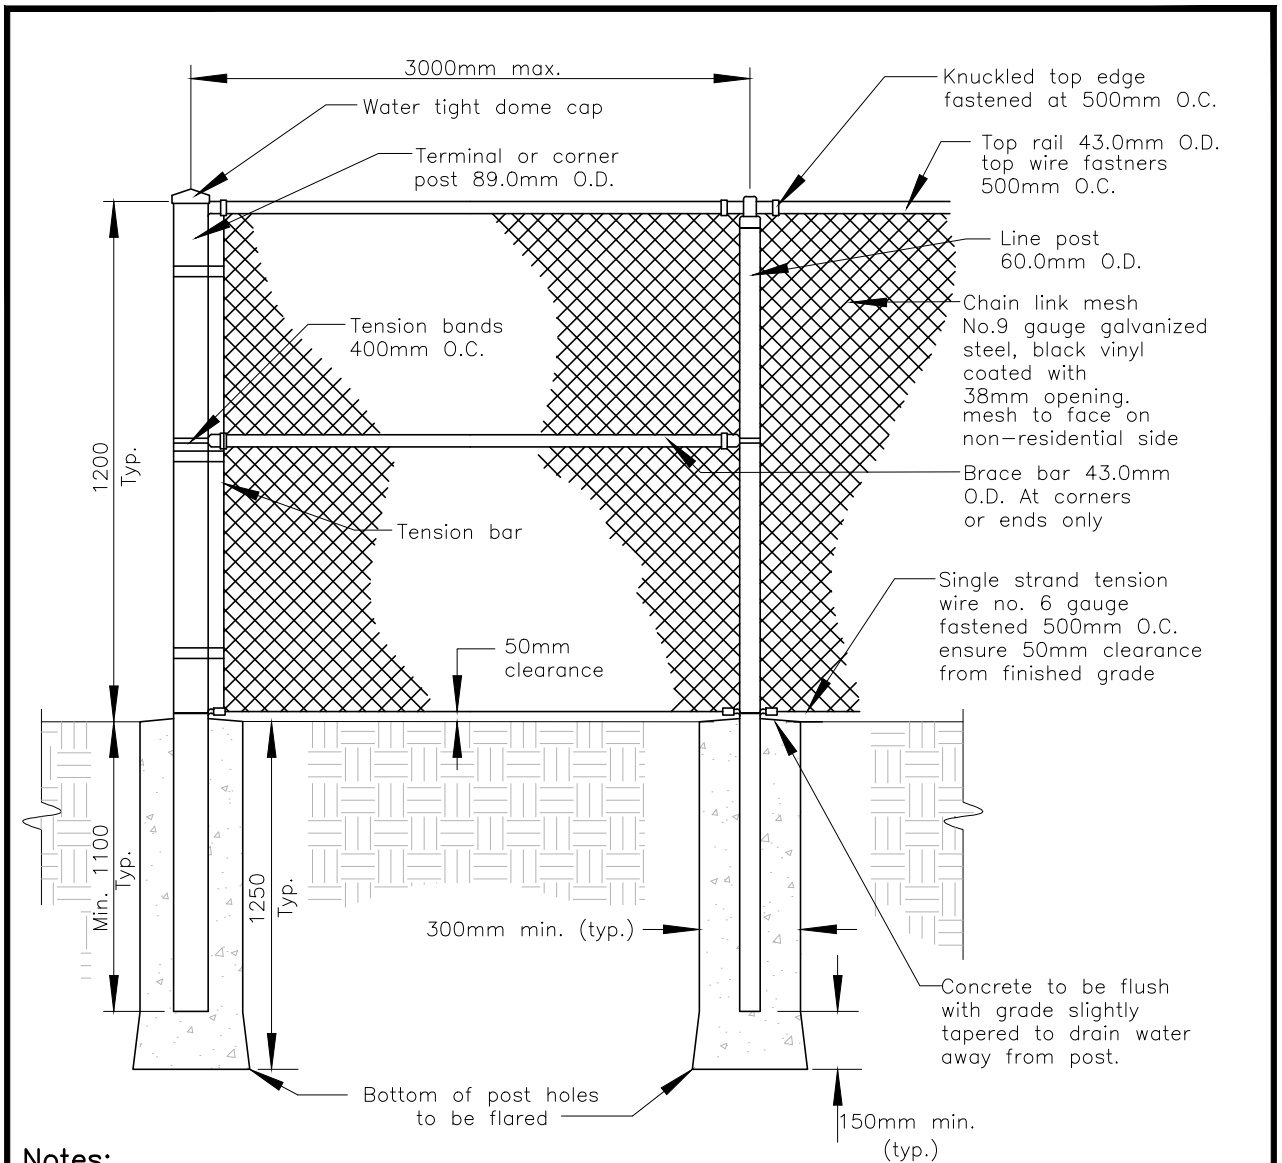 3000mm max.
Water tight dome cap
Terminal or corner
post 89.0mm O.D.
Knuckled top edge
fastened at 500mm O.C.
Top rail 43.0mm O.D.
top wire fastners
500mm O.C.
Line post
60.0mm O.D.
Chain link mesh
No.9 gauge galvanized
steel, black vinyl
coated with
38mm opening.
mesh to face on
non-residential side
Tension bands
400mm O.C.
1200
Typ.
Brace bar 43.0mm
O.D. At corners
or ends only
Tension bar
Single strand tension
wire no. 6 gauge
fastened 500mm O.C.
ensure 50mm clearance
from finished grade
50mm
clearance
Min. 1100
Typ.
1250
Typ.
300mm min. (typ.)
Concrete to be flush
with grade slightly
tapered to drain water
away from post.
Bottom of post holes
to be flared
150mm min.
(typ.)
Notes: